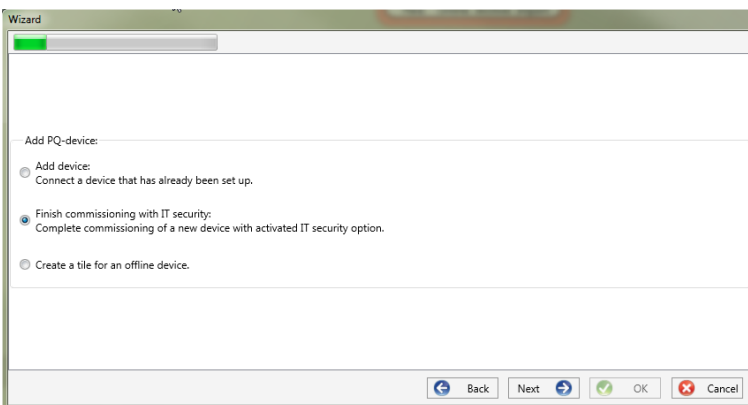 Wizard
Add PQ-device:
Add device:
Connect a device that has already been set up.
Finish commissioning with IT security:
Complete commissioning of a new device with activated IT security option.
Create a tile for an offline device.
Back Next OK Cancel